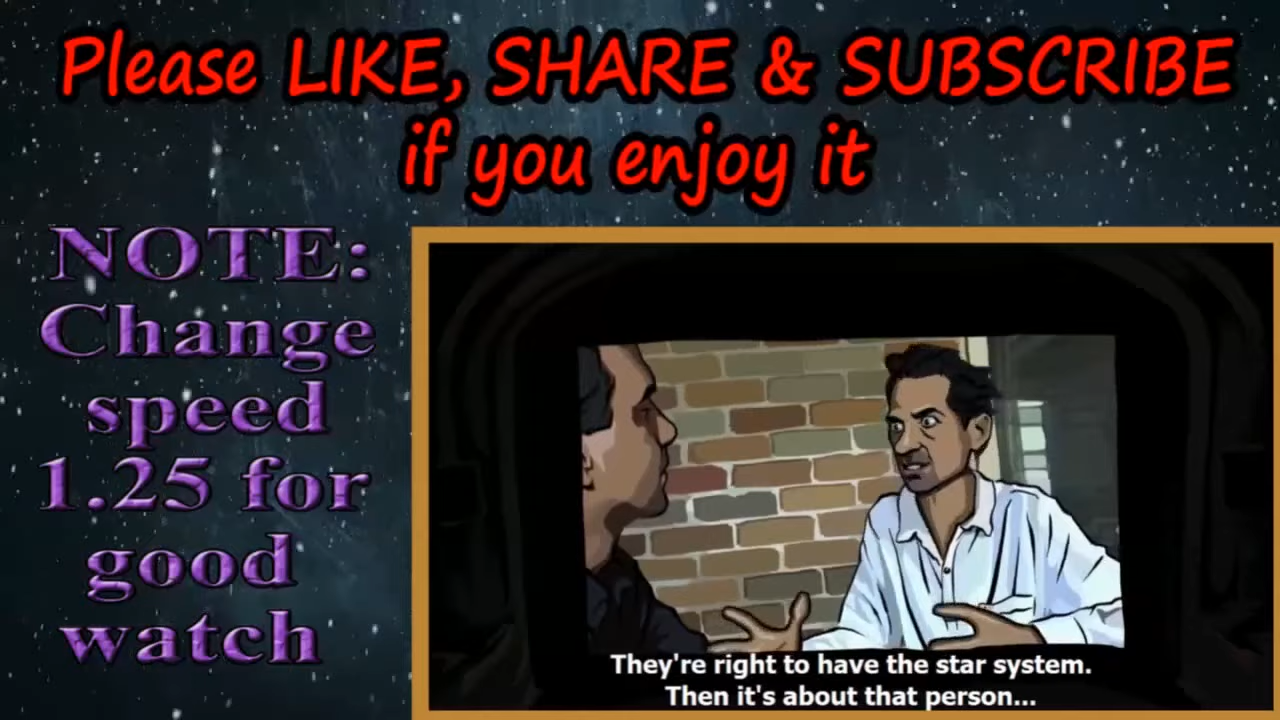 Please LIKE, SHARE & SUBSCRIBE
if you enjoy it
NOTE:
Change
speed
1.25 for
good
watch
They're right to have the star system.
Then it's about that person...